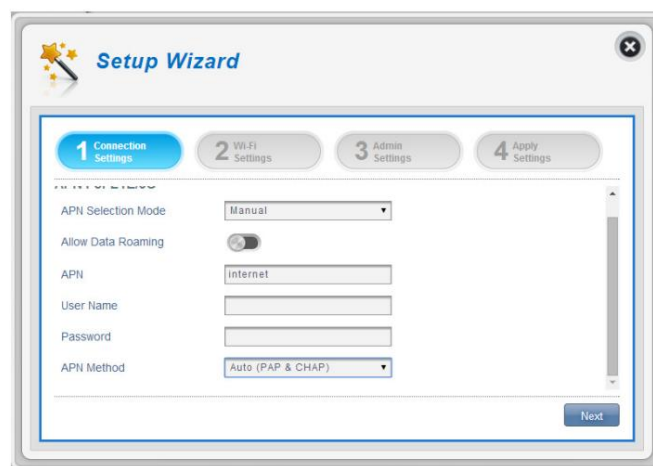 Setup Wizard
1 Connection Settings
2 Wi-Fi Settings
3 Admin Settings
4 Apply Settings
APN Selection Mode Manual
Allow Data Roaming
APN internet
User Name
Password
APN Method Auto (PAP & CHAP)
Next